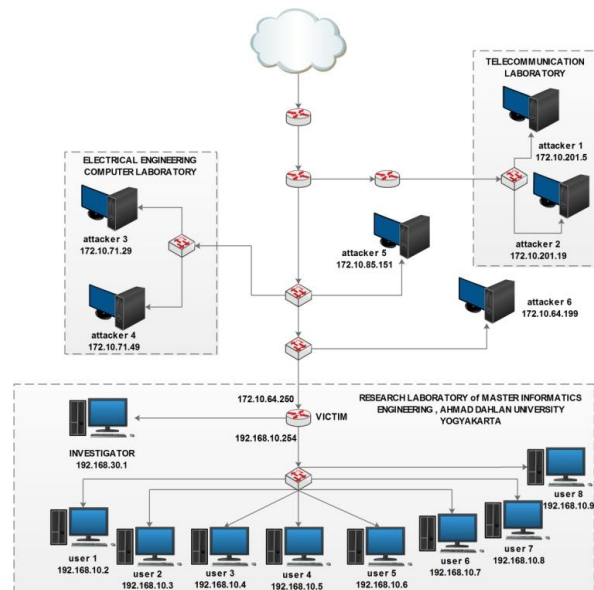 TELECOMMUNICATION
LABORATORY
attacker 1
172.10.201.5
attacker 2
172.10.201.19
ELECTRICAL ENGINEERING
COMPUTER LABORATORY
attacker 3
172.10.71.29
attacker 4
172.10.71.49
attacker 5
172.10.85.151
attacker 6
172.10.64.199
172.10.64.250
VICTIM
192.168.10.254
RESEARCH LABORATORY of MASTER INFORMATICS
ENGINEERING , AHMAD DAHLAN UNIVERSITY
YOGYAKARTA
INVESTIGATOR
192.168.30.1
user 8
192.168.10.9
user 1
192.168.10.2
user 2
192.168.10.3
user 3
192.168.10.4
user 4
192.168.10.5
user 5
192.168.10.6
user 6
192.168.10.7
user 7
192.168.10.8